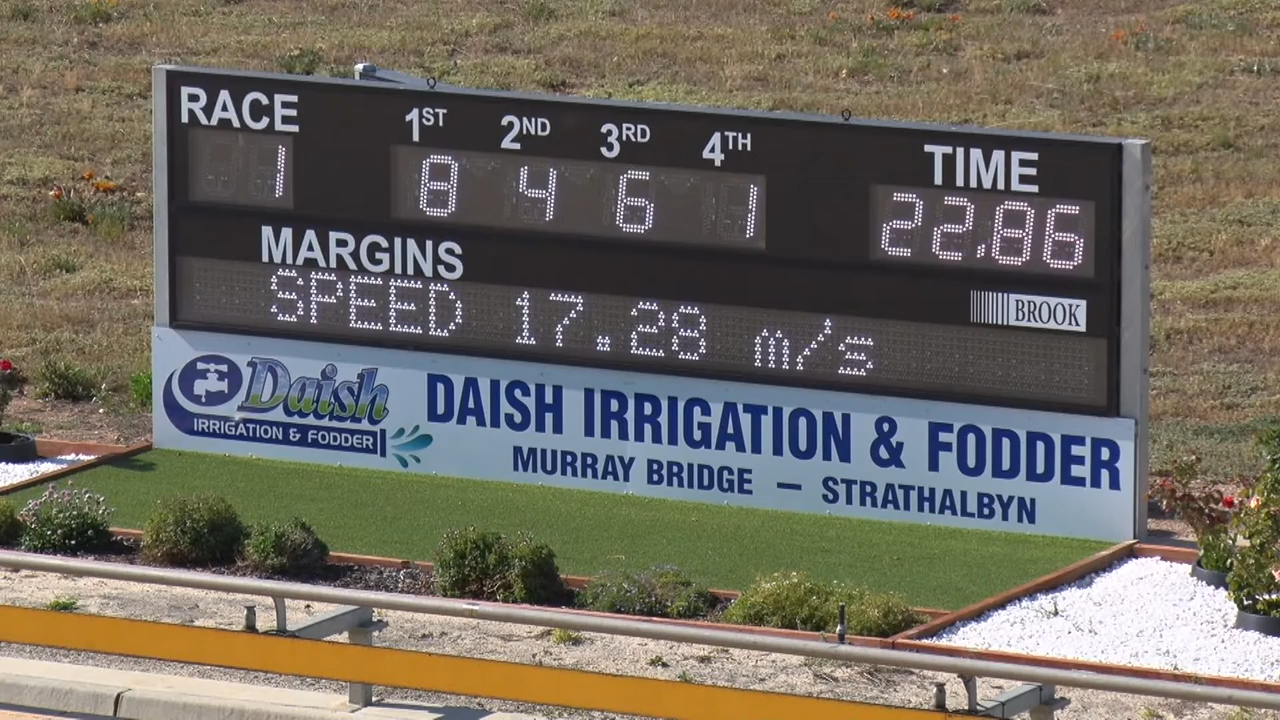 RACE 1ST 2ND 3RD 4TH TIME
1 8 4 6 1 22.86
MARGINS
BROOK
SPEED 17.28 m/s
Daish
IRRIGATION & FODDER
DAISH IRRIGATION & FODDER
MURRAY BRIDGE – STRATHALBYN